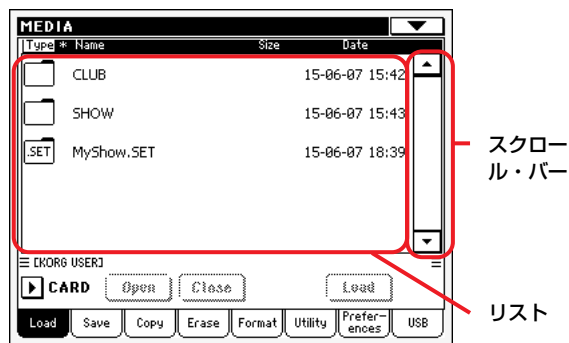 MEDIA
Type * Name Size Date
CLUB 15-06-07 15:42
SHOW 15-06-07 15:43
.SET MyShow.SET 15-06-07 18:39
スクロー
ル・バー
[KORG USER]
CARD Open Close Load
リスト
Load Save Copy Erase Format Utility Prefer-
ences USB